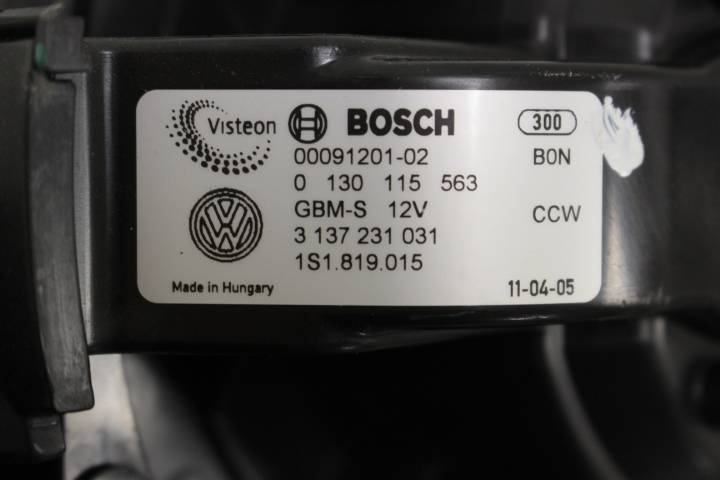 VISTEON BOSCH 300
00091201-02 B0N
0 130 115 563
GBM-S 12V CCW
3 137 231 031
1S1.819.015
Made in Hungary 11-04-05